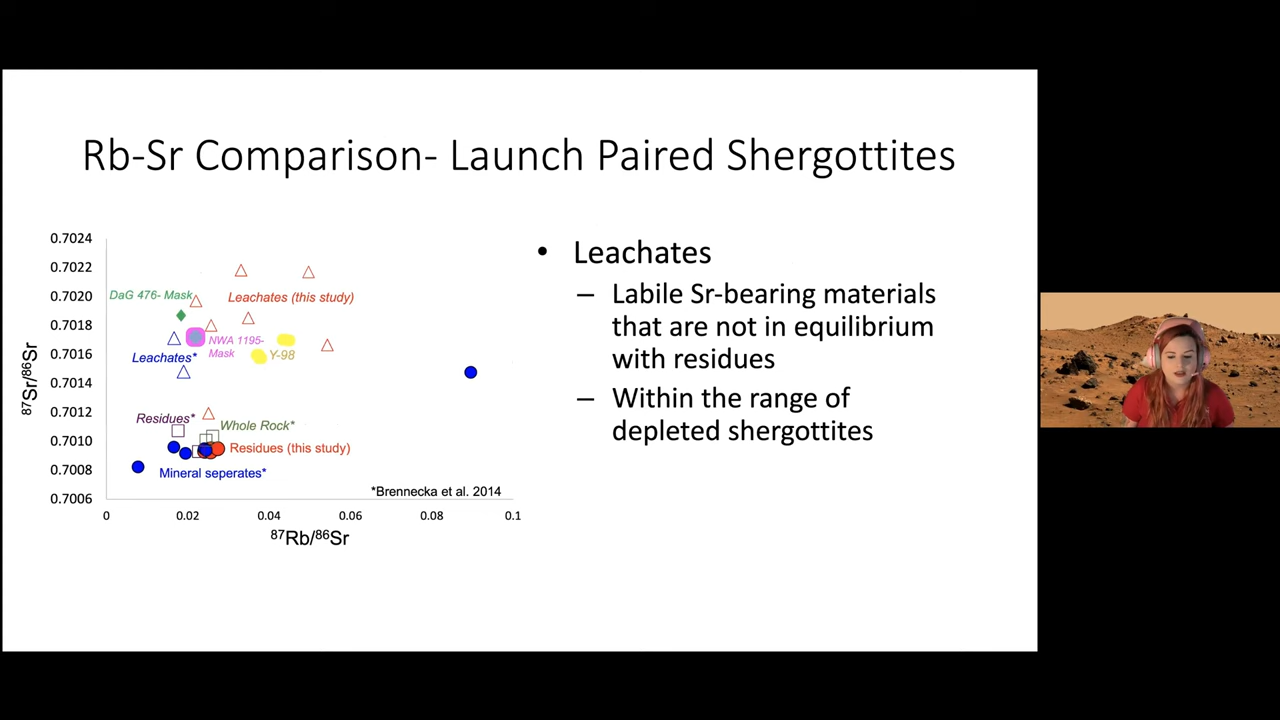 Rb-Sr Comparison- Launch Paired Shergottites
0.7024
0.7022
0.7020
0.7018
0.7016
0.7014
0.7012
0.7010
0.7008
0.7006
87Sr/86Sr
DaG 476- Mask
Leachates (this study)
NWA 1195-
Mask
Y-98
Leachates*
Residues*
Whole Rock*
Residues (this study)
Mineral seperates*
*Brennecka et al. 2014
0 0.02 0.04 0.06 0.08 0.1
87Rb/86Sr
• Leachates
– Labile Sr-bearing materials
that are not in equilibrium
with residues
– Within the range of
depleted shergottites